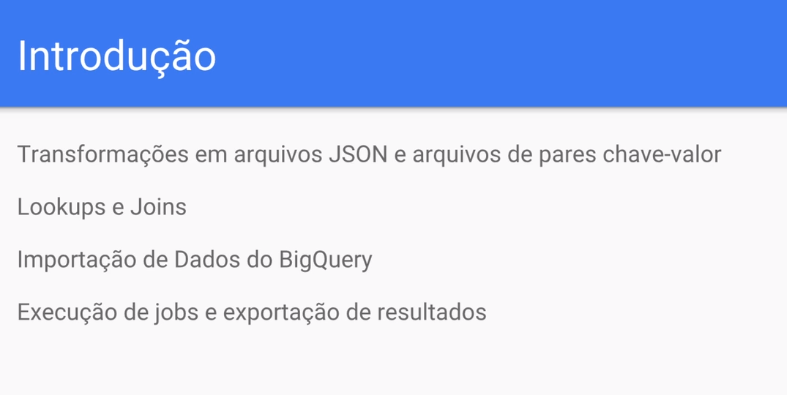 Introdução
Transformações em arquivos JSON e arquivos de pares chave-valor
Lookups e Joins
Importação de Dados do BigQuery
Execução de jobs e exportação de resultados